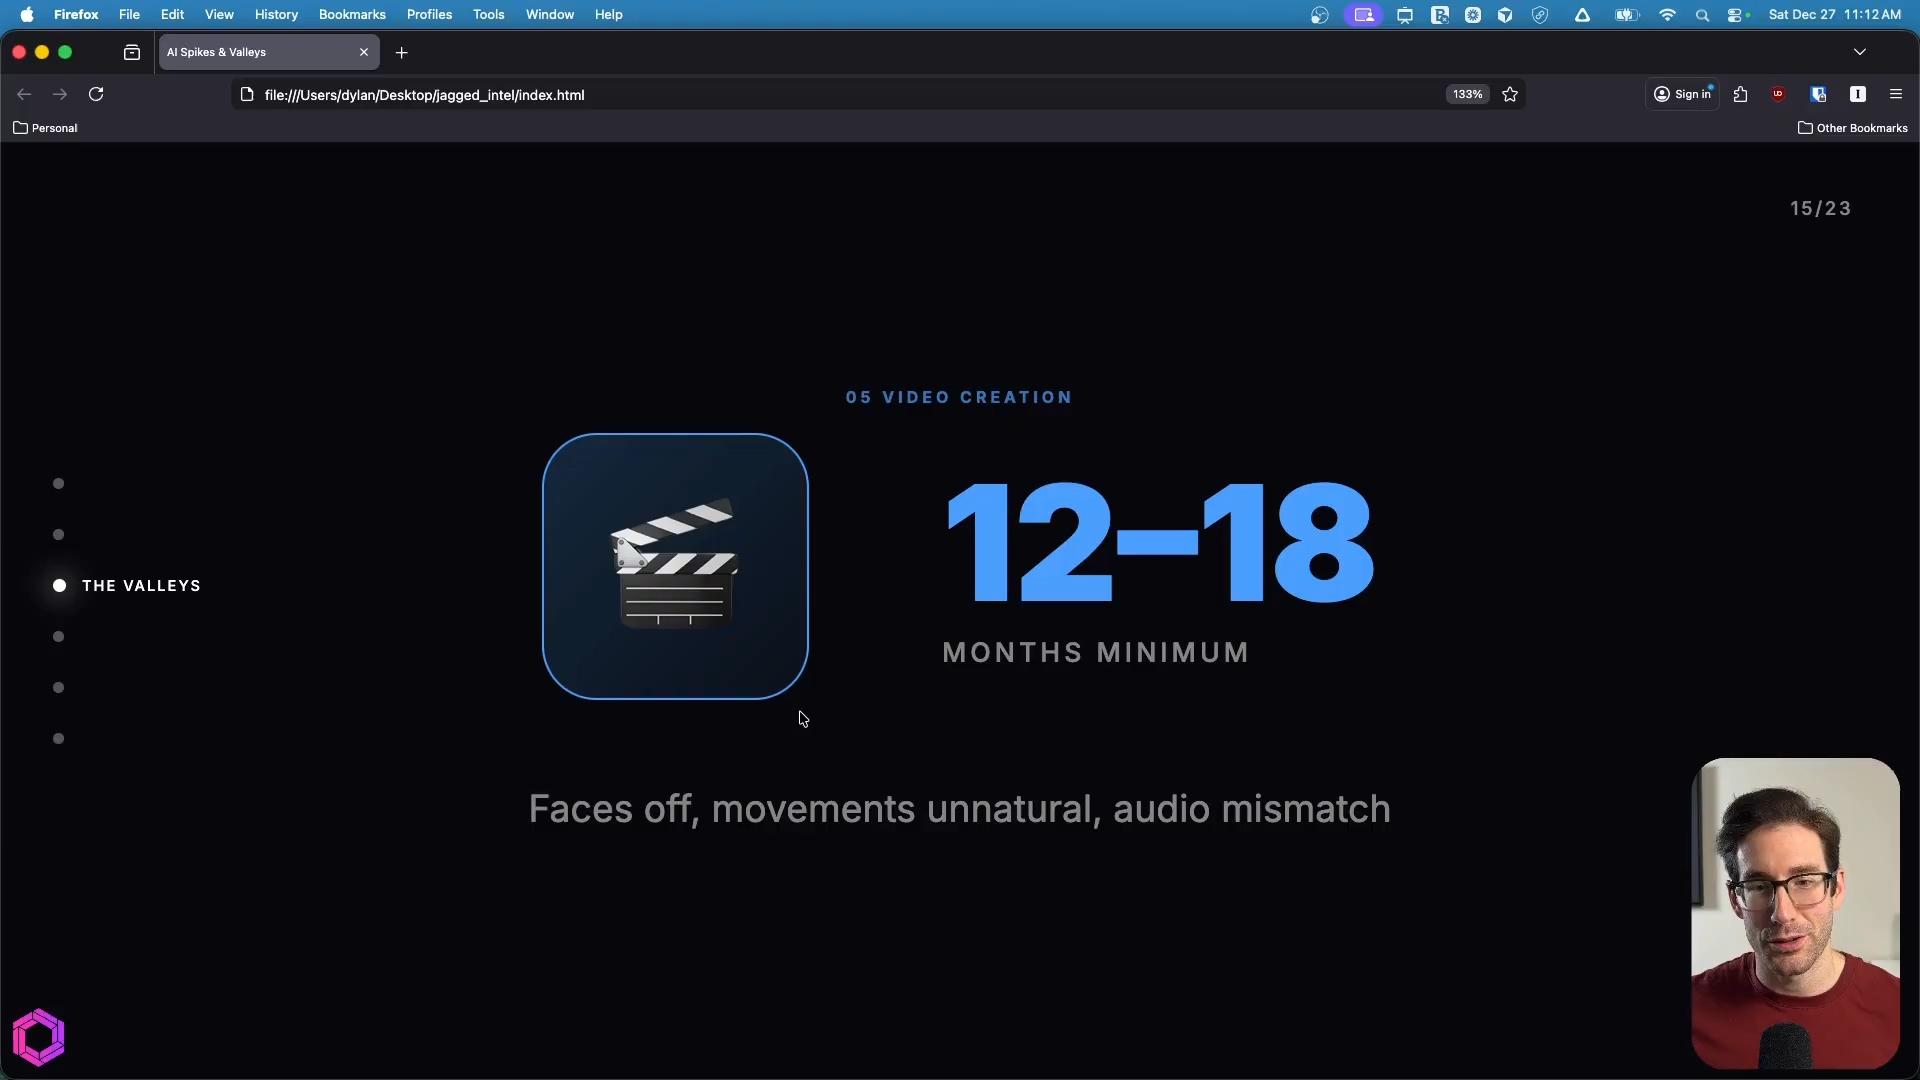 Firefox File Edit View History Bookmarks Profiles Tools Window Help
Sat Dec 27 11:12 AM
AI Spikes & Valleys
file:///Users/dylan/Desktop/jagged_intel/index.html
133%
Sign in
Personal
Other Bookmarks
15/23
05 VIDEO CREATION
12–18
MONTHS MINIMUM
THE VALLEYS
Faces off, movements unnatural, audio mismatch